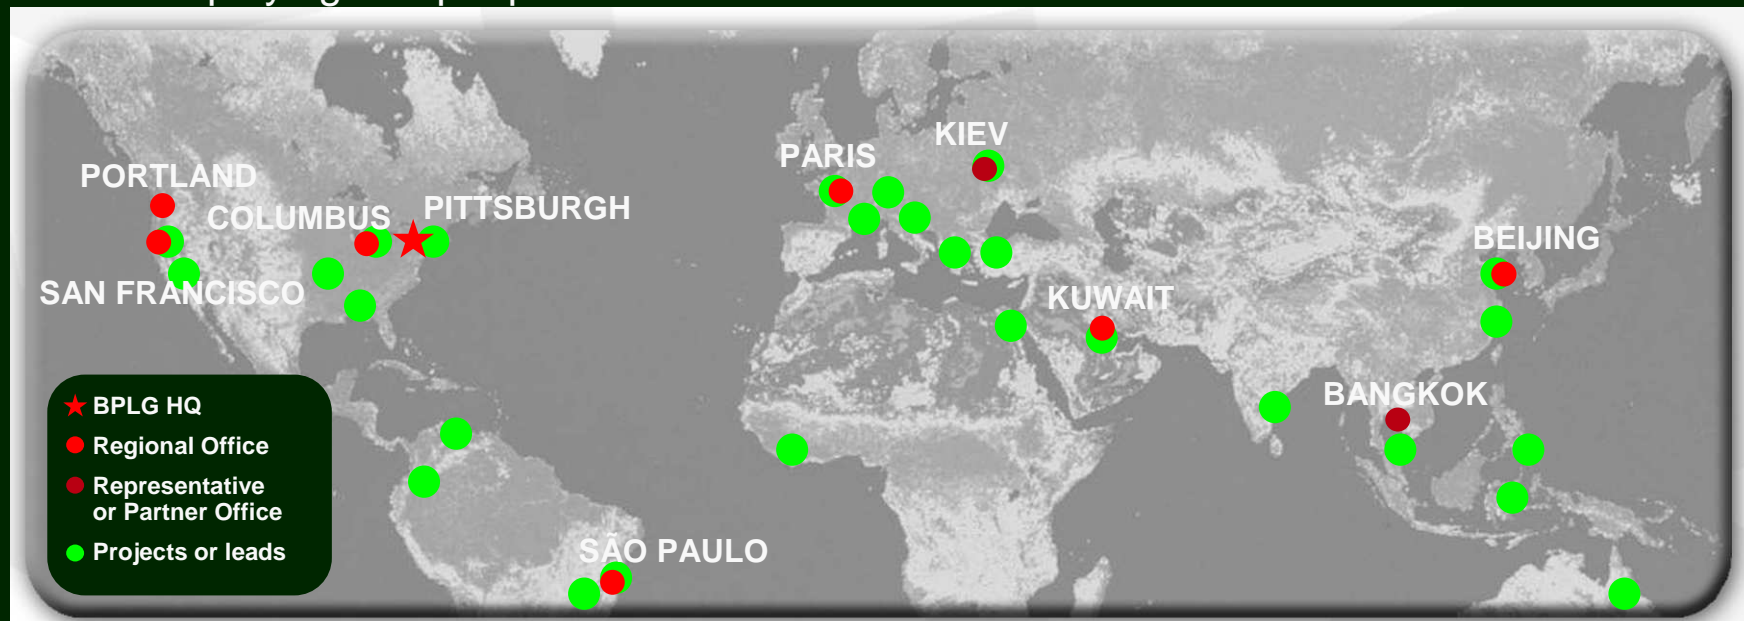 KIEV
PARIS
PORTLAND
COLUMBUS
PITTSBURGH
BEIJING
SAN FRANCISCO
KUWAIT
BANGKOK
BPLG HQ
Regional Office
Representative
or Partner Office
Projects or leads
SÃO PAULO